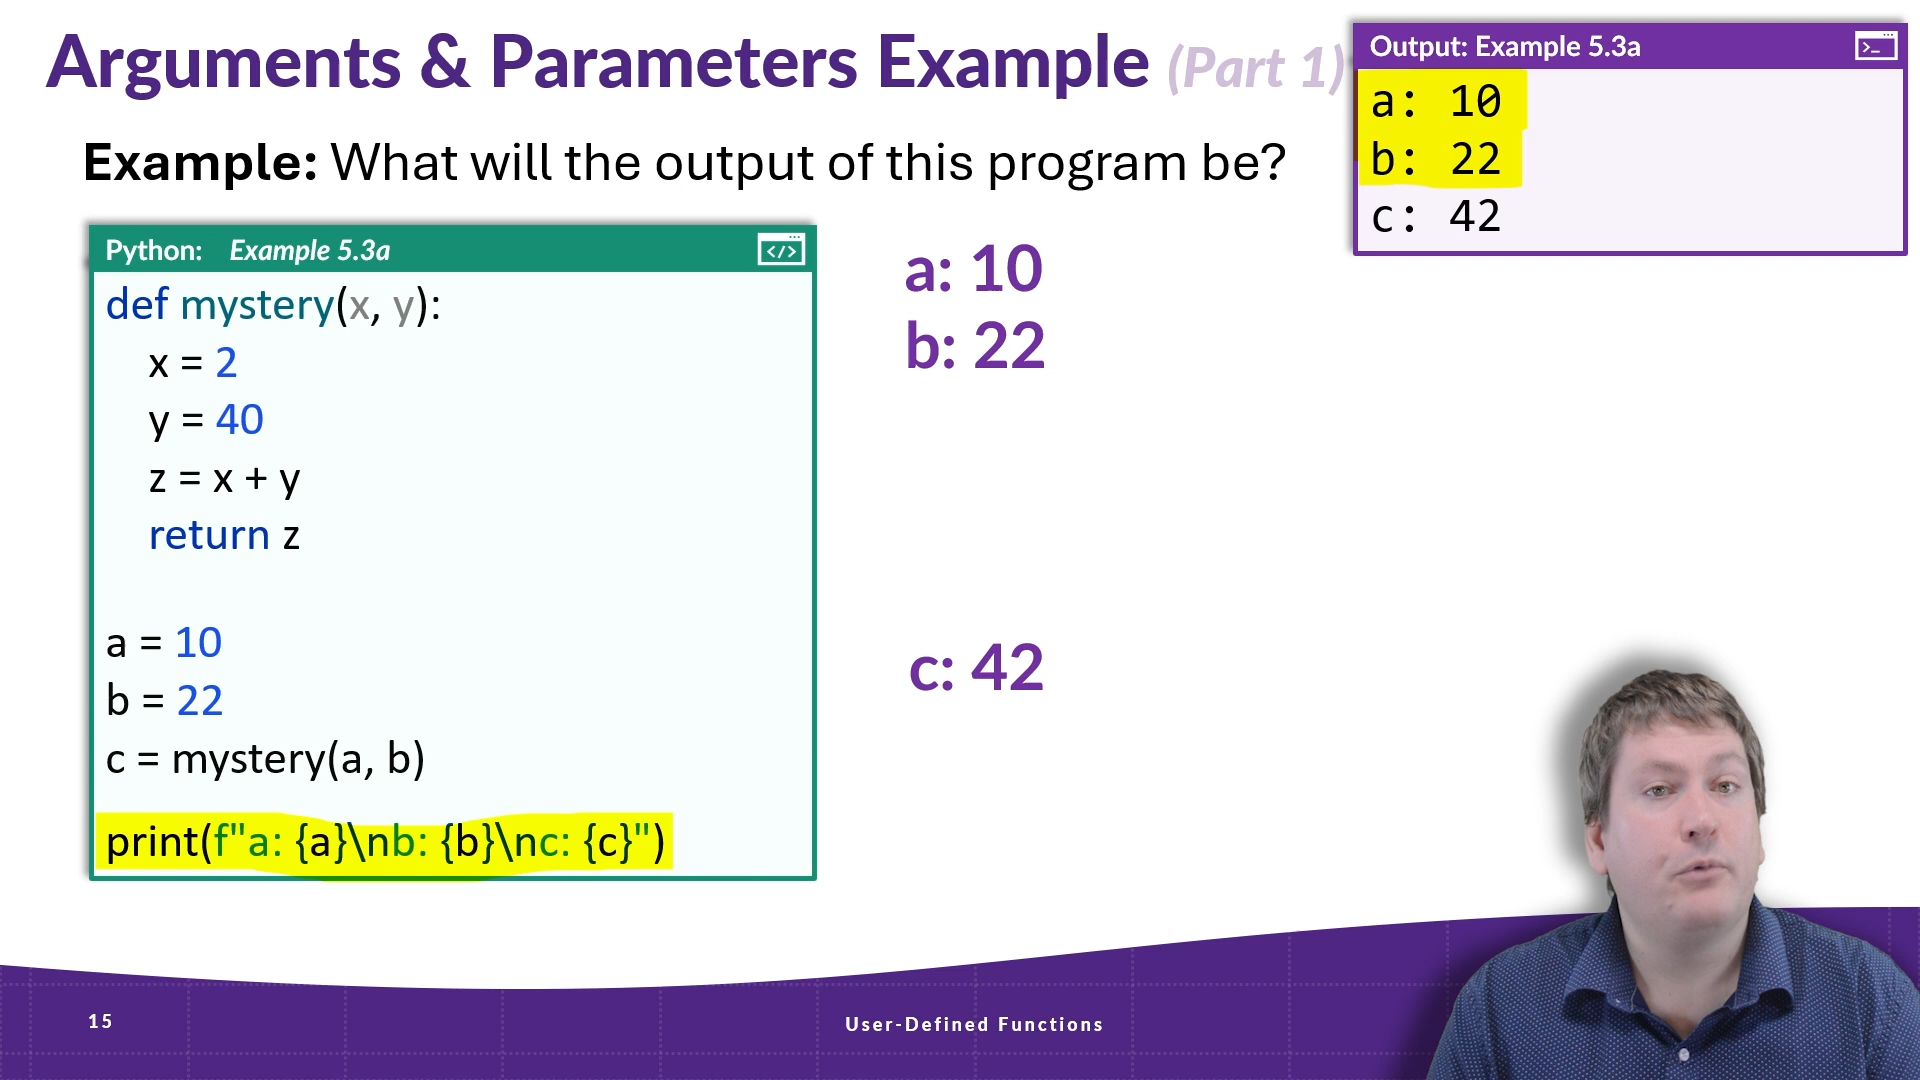 Arguments & Parameters Example (Part 1)
Example: What will the output of this program be?
Python: Example 5.3a
</>
def mystery(x, y):
    x = 2
    y = 40
    z = x + y
    return z
a = 10
b = 22
c = mystery(a, b)
print(f"a: {a}\nb: {b}\nc: {c}")
a: 10
b: 22
c: 42
Output: Example 5.3a
>_
a: 10
b: 22
c: 42
15
User-Defined Functions